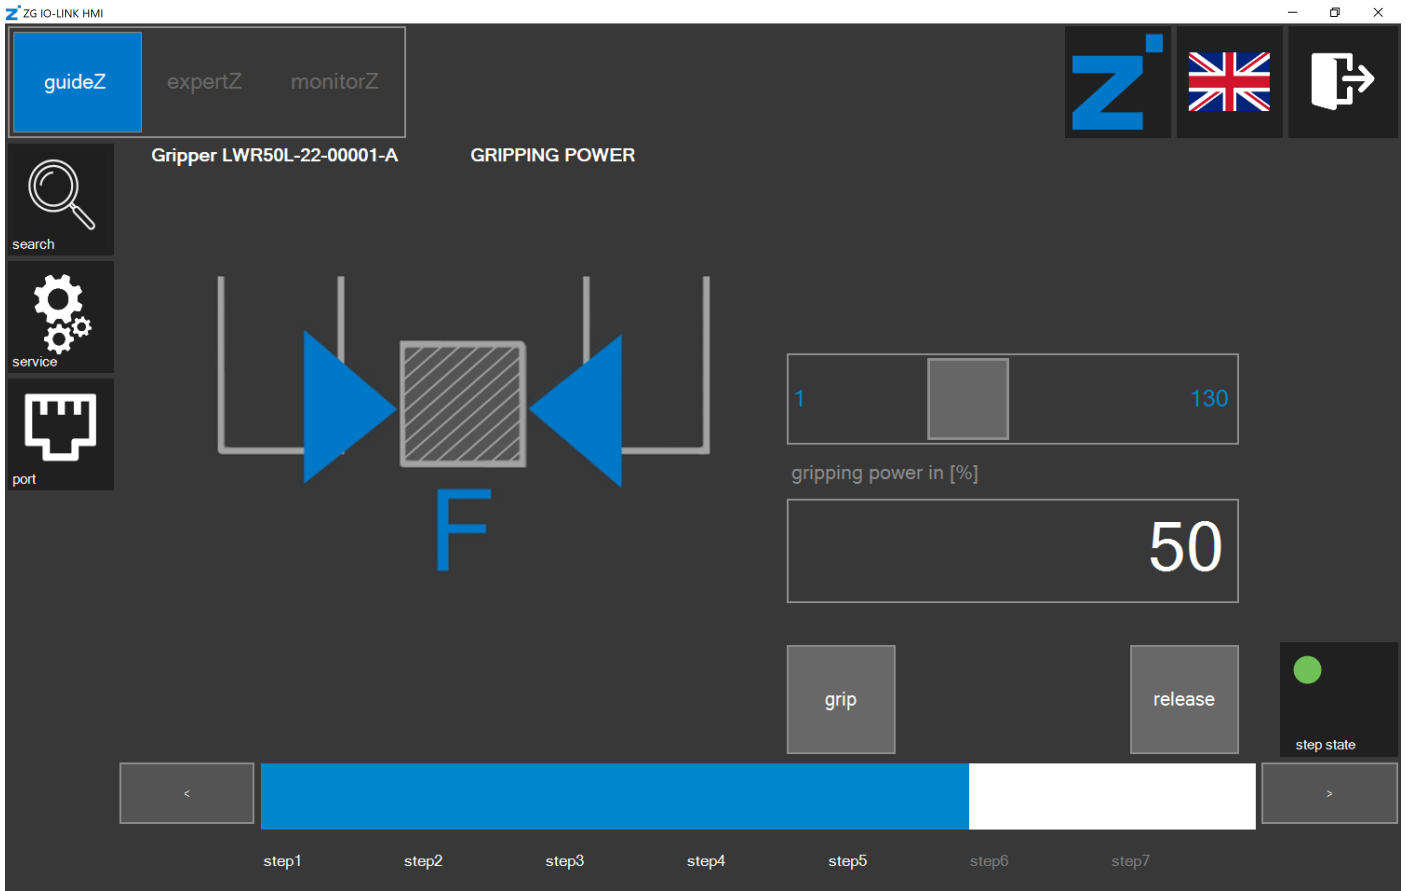 ZG IO-LINK HMI
guideZ expertZ monitorZ
Gripper LWR50L-22-00001-A GRIPPING POWER
search
service
port
1 130
gripping power in [%]
50
F
grip release
step state
< >
step1 step2 step3 step4 step5 step6 step7